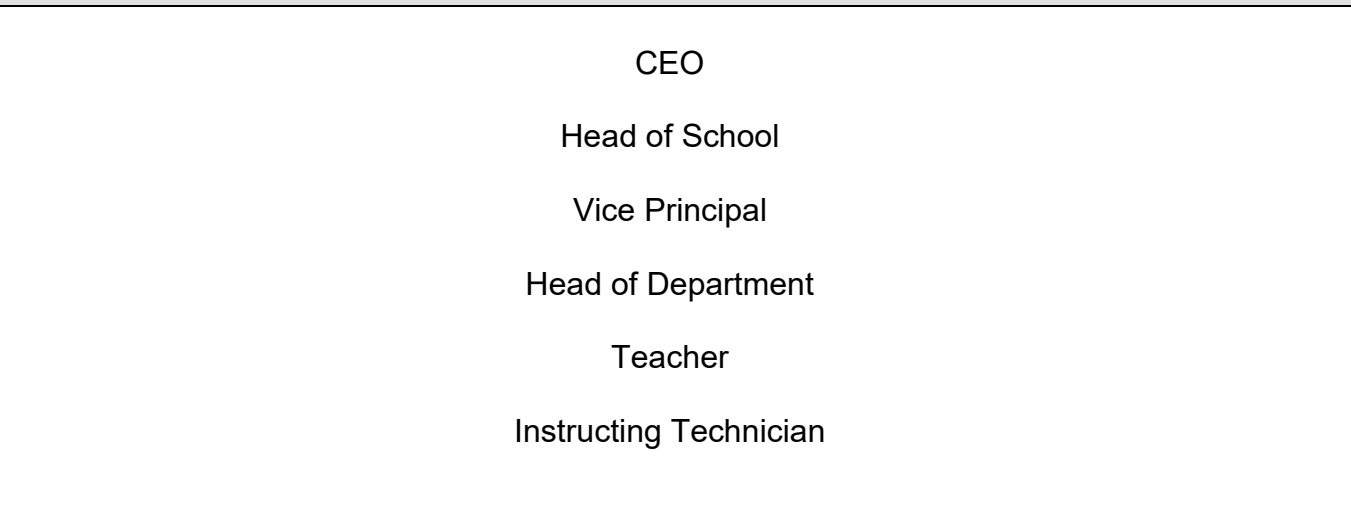 CEO
Head of School
Vice Principal
Head of Department
Teacher
Instructing Technician